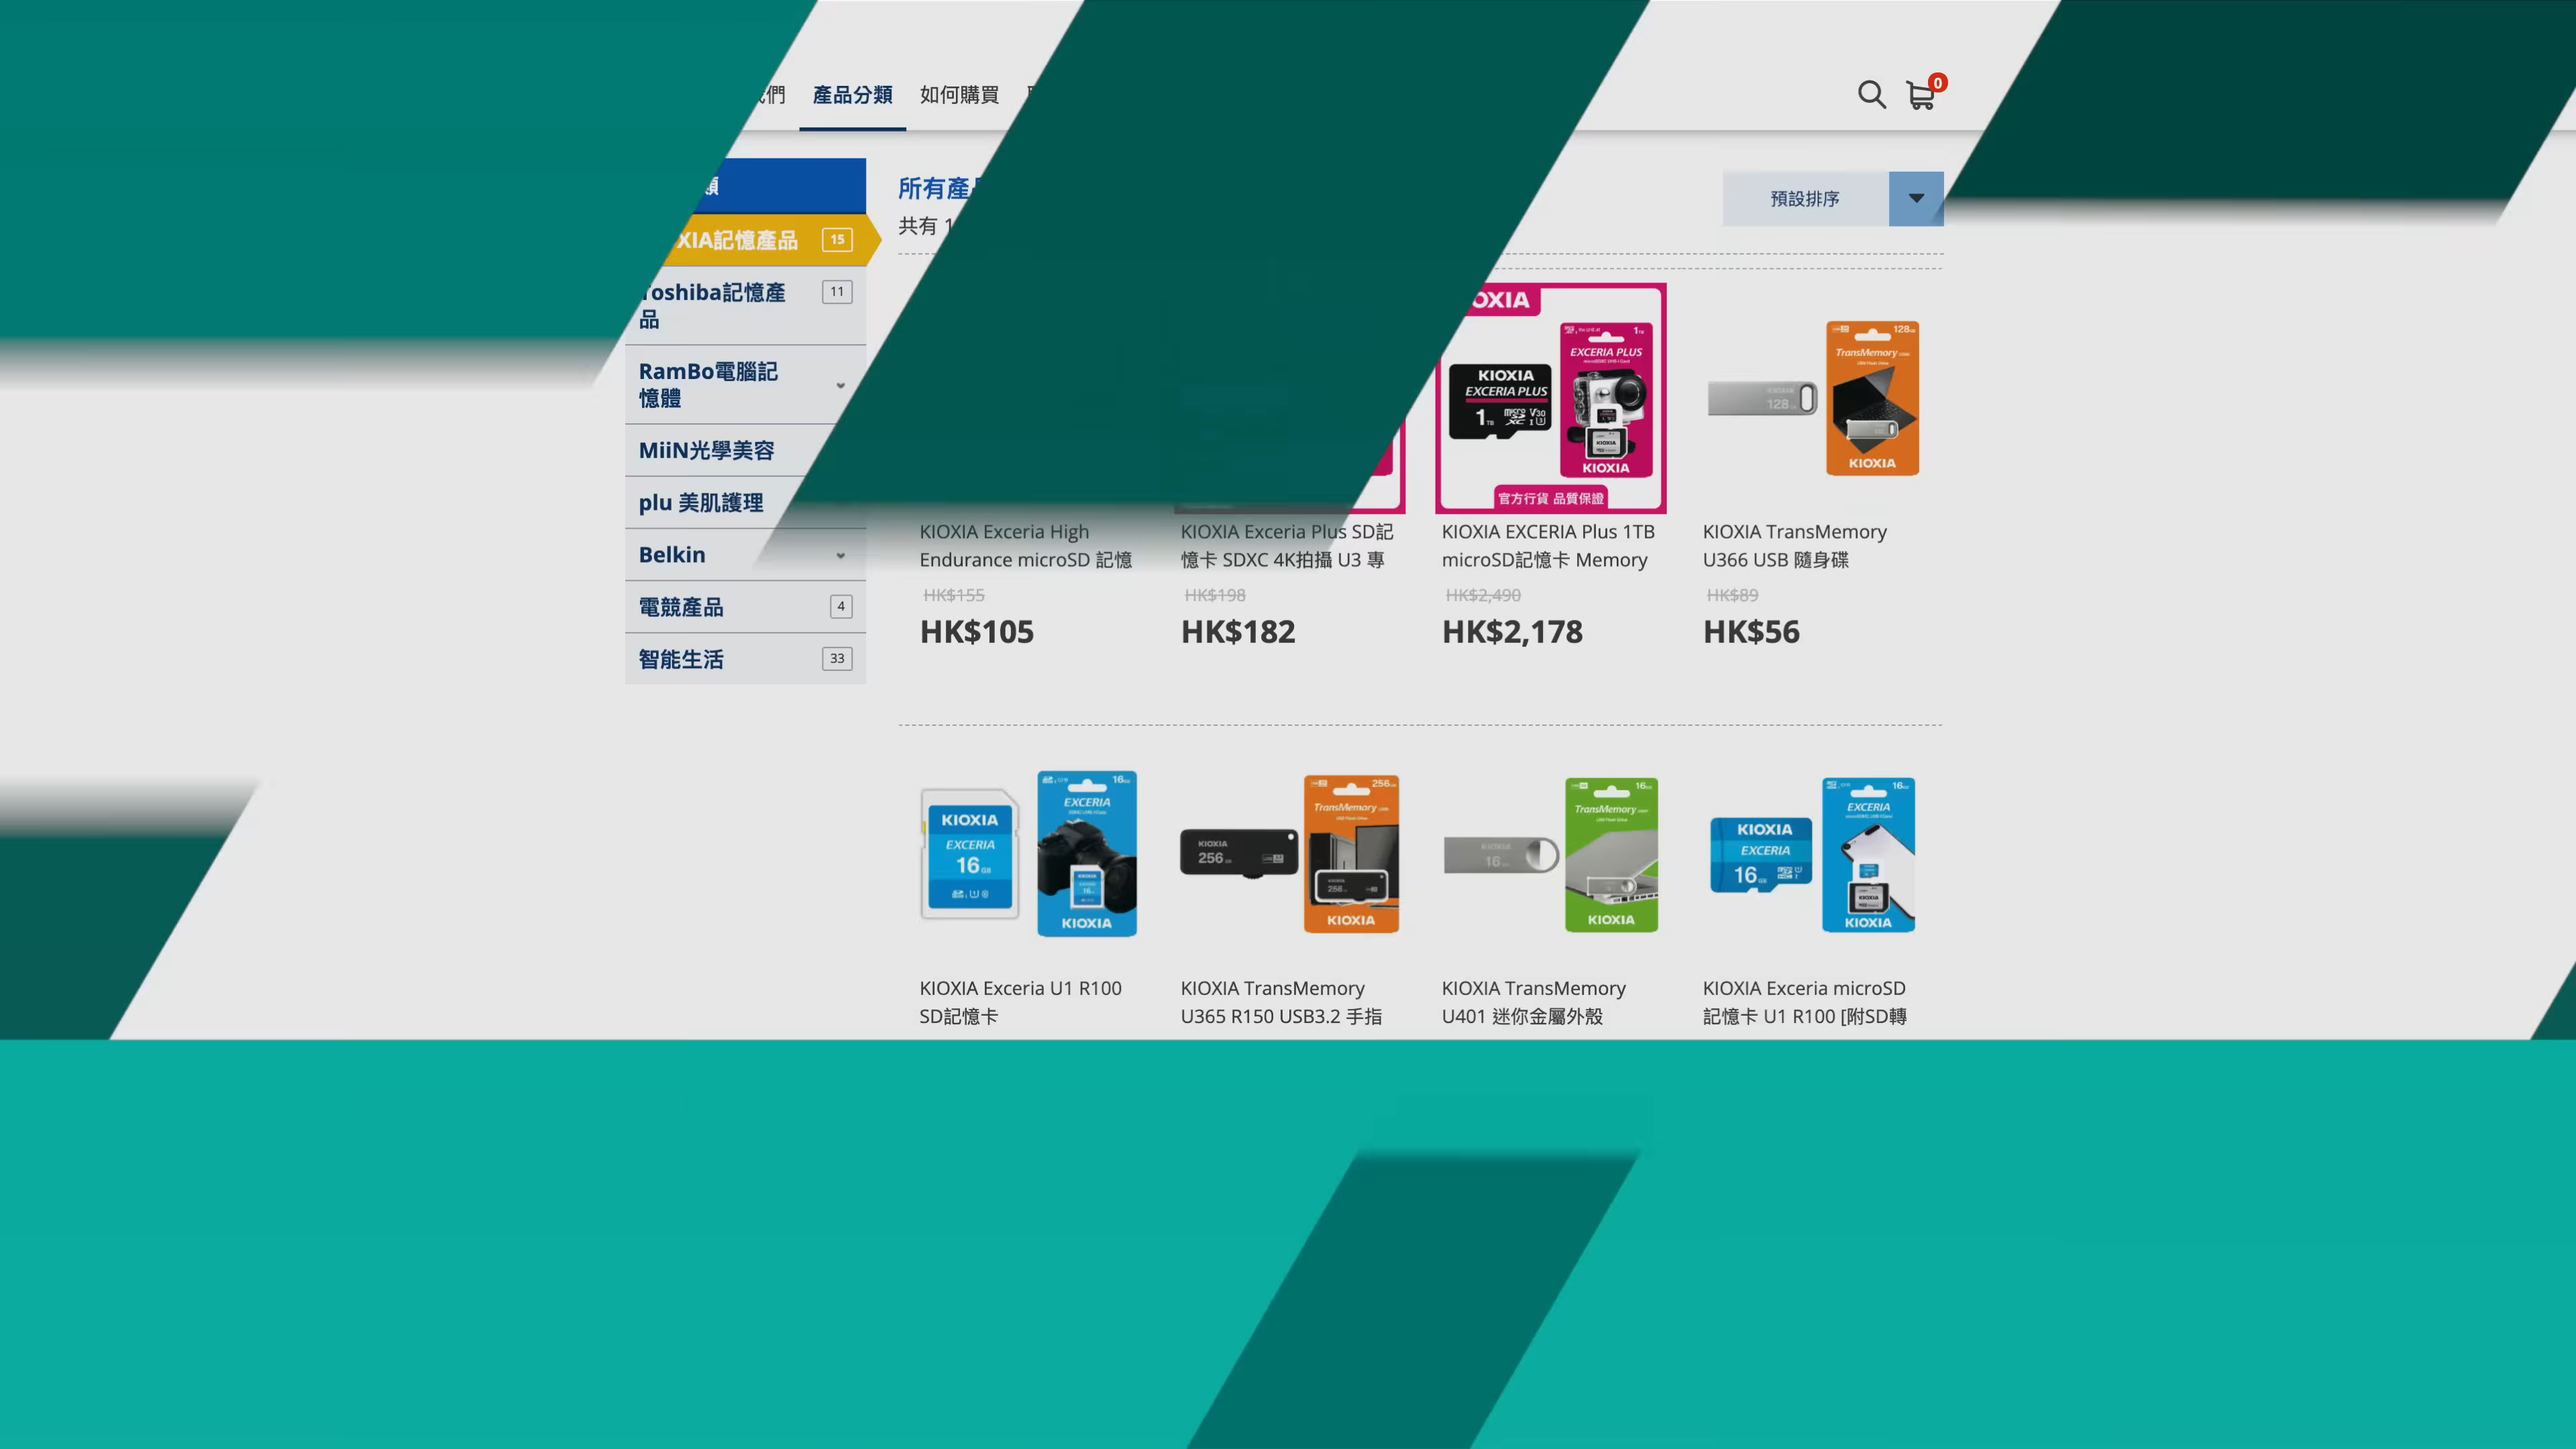 產品分類
如何購買
0
所有產
共有 1
預設排序
XIA記憶產品
15
Toshiba記憶產
品
11
RamBo電腦記
憶體
MiiN光學美容
plu 美肌護理
Belkin
電競產品
4
智能生活
33
OXIA
KIOXIA
EXCERIA PLUS
1TB
EXCERIA PLUS
KIOXIA
官方行貨 品質保證
128
128GB
TransMemory
KIOXIA
KIOXIA Exceria High
Endurance microSD 記憶
HK$155
HK$105
KIOXIA Exceria Plus SD記
憶卡 SDXC 4K拍攝 U3 專
HK$198
HK$182
KIOXIA EXCERIA Plus 1TB
microSD記憶卡 Memory
HK$2,490
HK$2,178
KIOXIA TransMemory
U366 USB 隨身碟
HK$89
HK$56
KIOXIA
EXCERIA
16GB
EXCERIA
KIOXIA
KIOXIA
256
TransMemory
KIOXIA
16
TransMemory
KIOXIA
KIOXIA
EXCERIA
16
EXCERIA
KIOXIA
KIOXIA Exceria U1 R100
SD記憶卡
KIOXIA TransMemory
U365 R150 USB3.2 手指
KIOXIA TransMemory
U401 迷你金屬外殼
KIOXIA Exceria microSD
記憶卡 U1 R100 [附SD轉